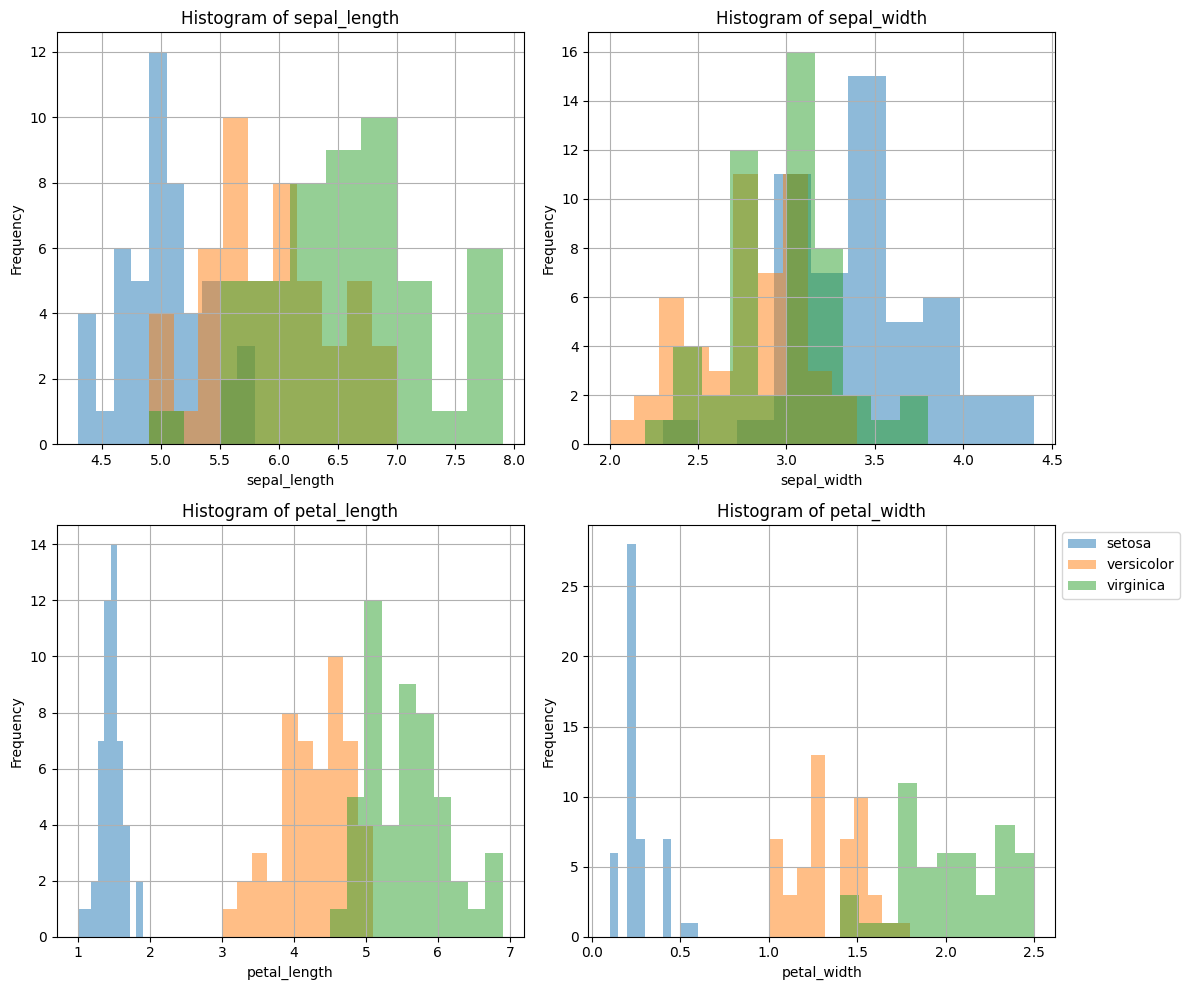 Histogram of sepal_length
Frequency
12
10
8
6
4
2
0
4.5 5.0 5.5 6.0 6.5 7.0 7.5 8.0
sepal_length
Histogram of sepal_width
Frequency
16
14
12
10
8
6
4
2
0
2.0 2.5 3.0 3.5 4.0 4.5
sepal_width
Histogram of petal_length
Frequency
14
12
10
8
6
4
2
0
1 2 3 4 5 6 7
petal_length
Histogram of petal_width
Frequency
25
20
15
10
5
0
0.0 0.5 1.0 1.5 2.0 2.5
petal_width
setosa
versicolor
virginica